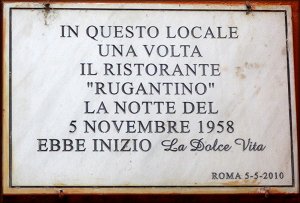 IN QUESTO LOCALE
UNA VOLTA
IL RISTORANTE
"RUGANTINO"
LA NOTTE DEL
5 NOVEMBRE 1958
EBBE INIZIO La Dolce Vita
ROMA 5-5-2010